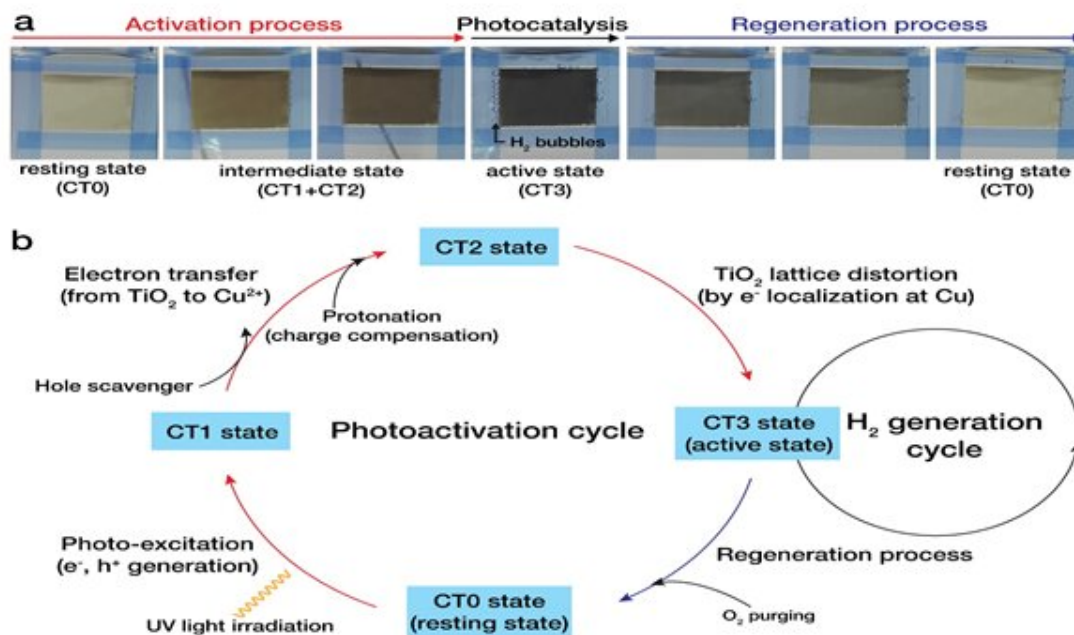 a
Activation process
Photocatalysis
Regeneration process
H₂ bubbles
resting state
(CT0)
intermediate state
(CT1+CT2)
active state
(CT3)
resting state
(CT0)
b
CT2 state
Electron transfer
(from TiO₂ to Cu²⁺)
Protonation
(charge compensation)
TiO₂ lattice distortion
(by e⁻ localization at Cu)
Hole scavenger
CT1 state
Photoactivation cycle
CT3 state
(active state)
H₂ generation
cycle
Photo-excitation
(e⁻, h⁺ generation)
Regeneration process
UV light irradiation
CT0 state
(resting state)
O₂ purging